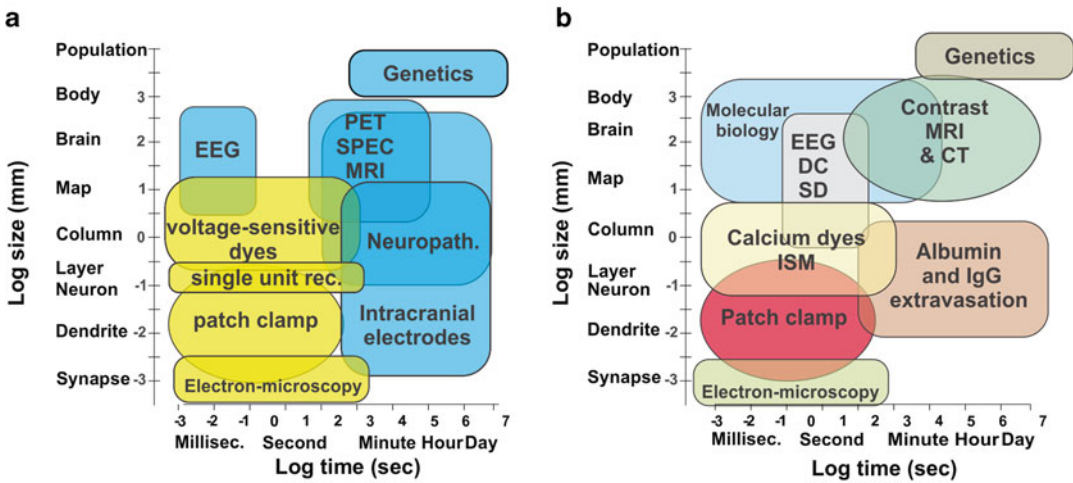 a
Population
Body
Brain
Map
Column
Layer
Neuron
Dendrite
Synapse
Log size (mm)
3
2
1
0
-1
-2
-3
Genetics
EEG
PET
SPEC
MRI
voltage-sensitive
dyes
Neuropath.
single unit rec.
patch clamp
Intracranial
electrodes
Electron-microscopy
-3 -2 -1 0 1 2 3 4 5 6 7
Millisec. Second Minute Hour Day
Log time (sec)
b
Population
Body
Brain
Map
Column
Layer
Neuron
Dendrite
Synapse
Log size (mm)
3
2
1
0
-1
-2
-3
Genetics
Molecular
biology
Contrast
MRI
& CT
EEG
DC
SD
Calcium dyes
ISM
Albumin
and IgG
extravasation
Patch clamp
Electron-microscopy
-3 -2 -1 0 1 2 3 4 5 6 7
Millisec. Second Minute Hour Day
Log time (sec)